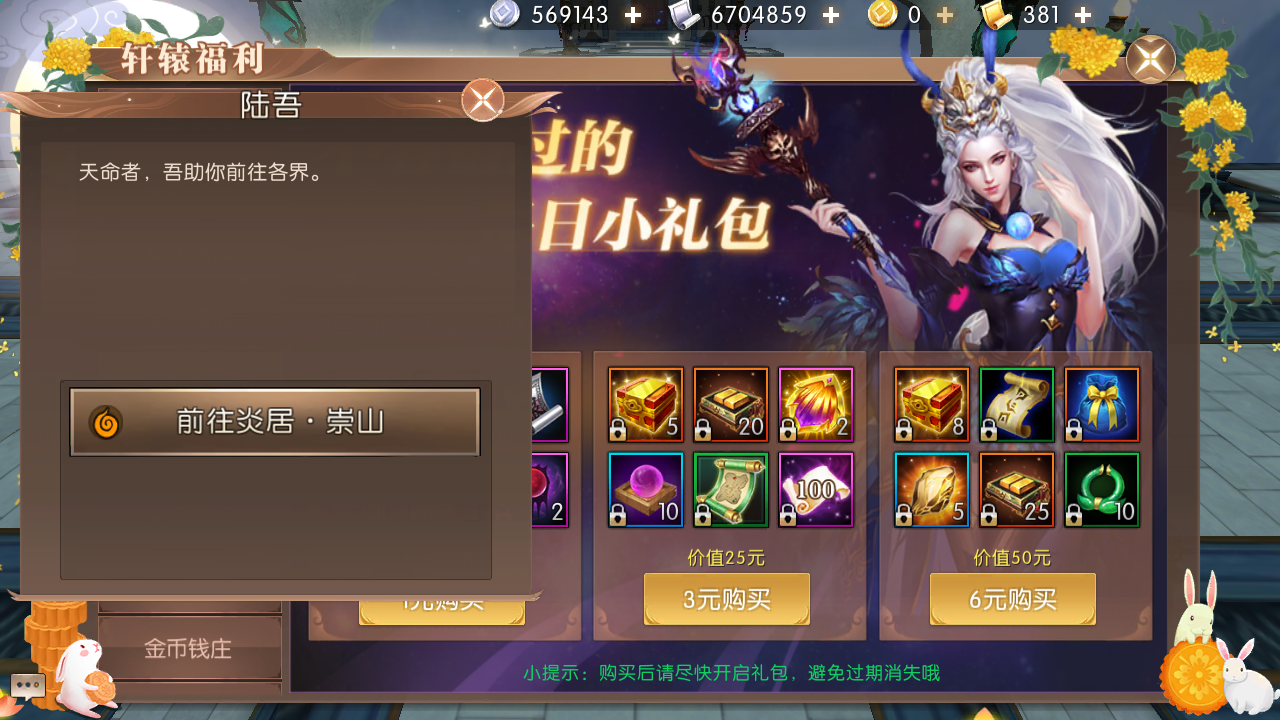 569143
6704859
0
381
轩辕福利
陆吾
天命者，吾助你前往各界。
前往炎居·崇山
过的
日小礼包
2
5
20
2
10
100
8
5
25
10
价值25元
价值50元
1元购买
3元购买
6元购买
金币钱庄
小提示：购买后请尽快开启礼包，避免过期消失哦